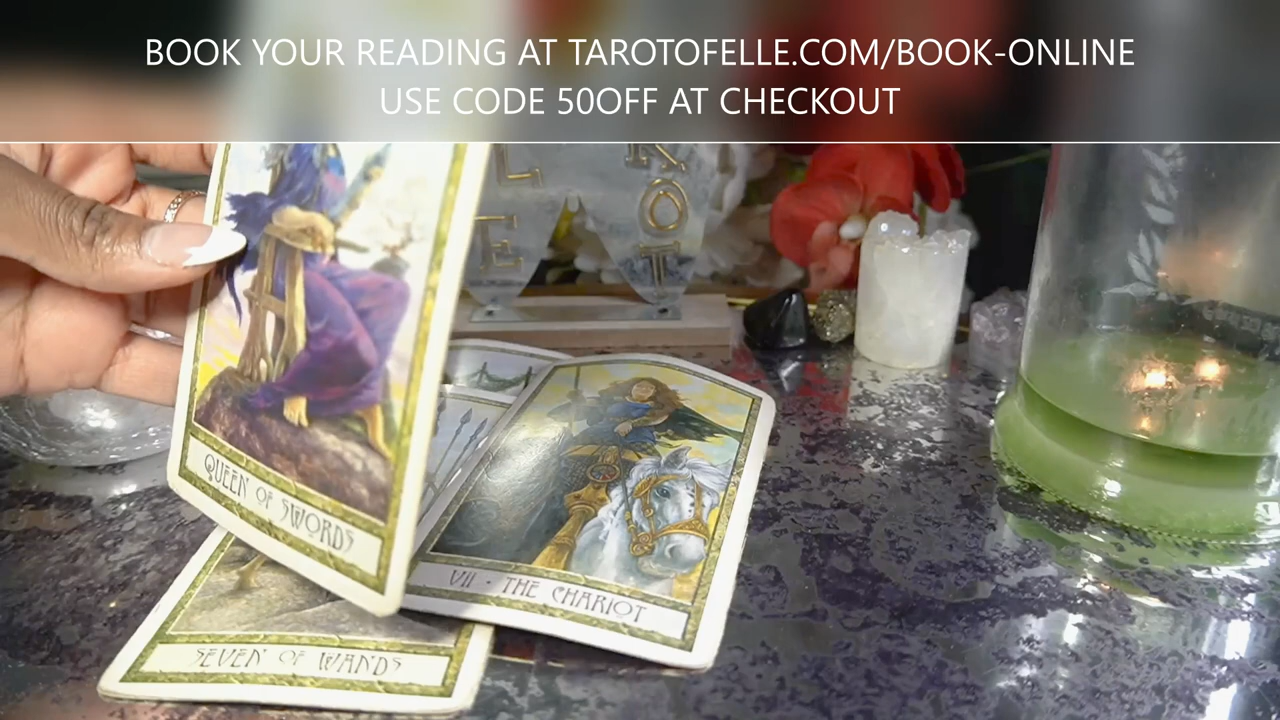 BOOK YOUR READING AT TAROTOFELLE.COM/BOOK-ONLINE
USE CODE 50OFF AT CHECKOUT
QUEEN OF SWORDS
VII · THE CHARIOT
SEVEN OF WANDS